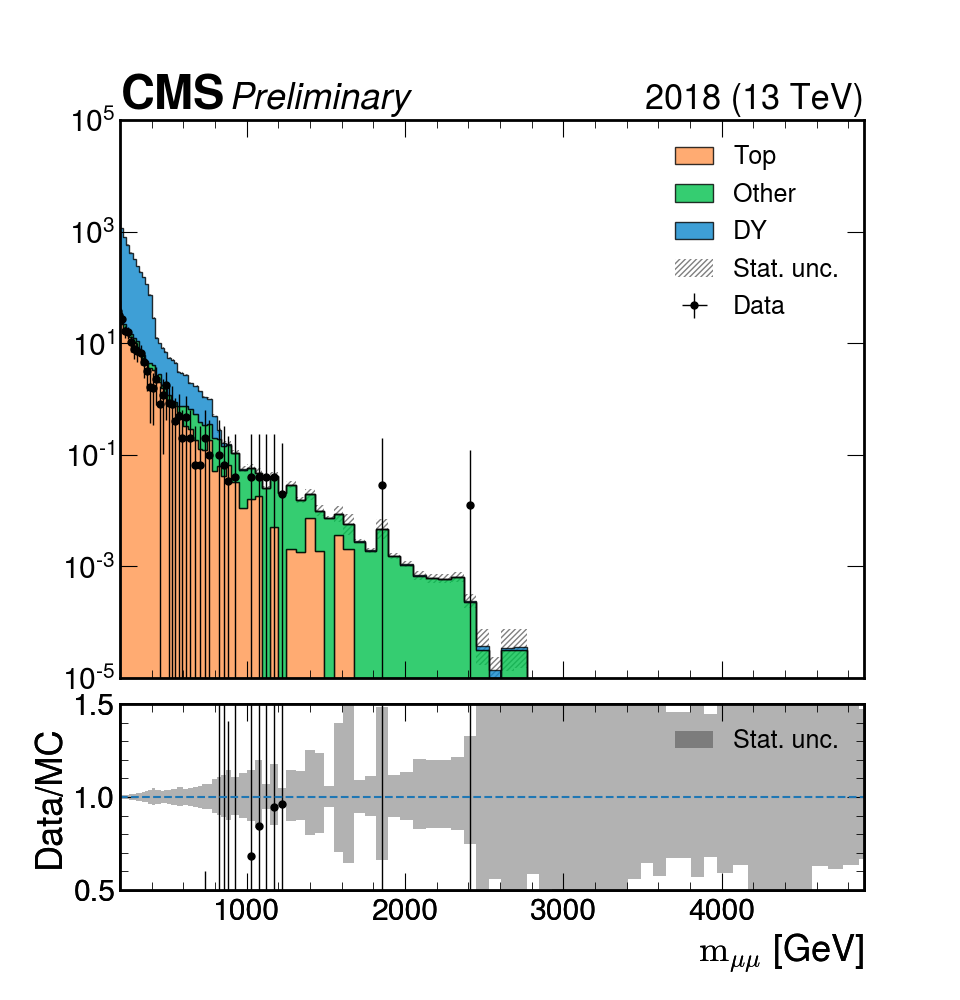 CMS Preliminary 2018 (13 TeV)
10^5
10^3
10^1
10^-1
10^-3
10^-5
Top
Other
DY
Stat. unc.
Data
1.5
1.0
0.5
Data/MC
Stat. unc.
1000 2000 3000 4000
m_μμ [GeV]